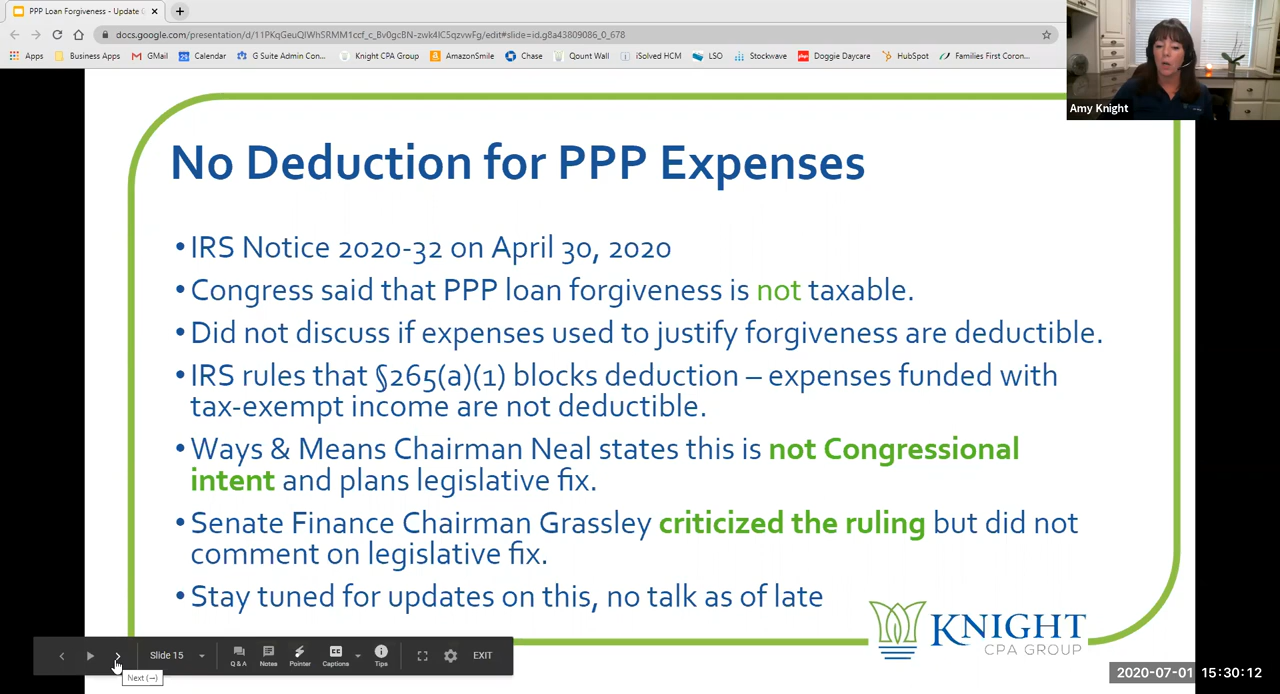 PPP Loan Forgiveness - Update
docs.google.com/presentation/d/11PKqGeuQIWhSRMM1ccf_c_Bv0gcBN-zwk4IC5qzvwFg/edit#slide=id.g8a43809086_0_678
Apps Business Apps GMail Calendar G Suite Admin Con... Knight CPA Group AmazonSmile Chase Qount Wall iSolved HCM LSO Stockwave Doggie Daycare HubSpot Families First Coron...
Amy Knight
No Deduction for PPP Expenses
• IRS Notice 2020-32 on April 30, 2020
• Congress said that PPP loan forgiveness is not taxable.
• Did not discuss if expenses used to justify forgiveness are deductible.
• IRS rules that §265(a)(1) blocks deduction – expenses funded with
tax-exempt income are not deductible.
• Ways & Means Chairman Neal states this is not Congressional
intent and plans legislative fix.
• Senate Finance Chairman Grassley criticized the ruling but did not
comment on legislative fix.
• Stay tuned for updates on this, no talk as of late
KNIGHT
CPA GROUP
Slide 15 Q & A Notes Pointer Captions Tips EXIT
Next (→)
2020-07-01 15:30:12